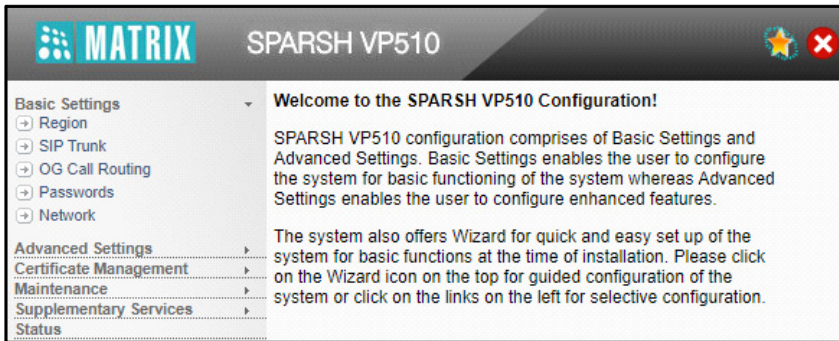 MATRIX SPARSH VP510
Basic Settings
Region
SIP Trunk
OG Call Routing
Passwords
Network
Advanced Settings
Certificate Management
Maintenance
Supplementary Services
Status
Welcome to the SPARSH VP510 Configuration!
SPARSH VP510 configuration comprises of Basic Settings and
Advanced Settings. Basic Settings enables the user to configure
the system for basic functioning of the system whereas Advanced
Settings enables the user to configure enhanced features.
The system also offers Wizard for quick and easy set up of the
system for basic functions at the time of installation. Please click
on the Wizard icon on the top for guided configuration of the
system or click on the links on the left for selective configuration.